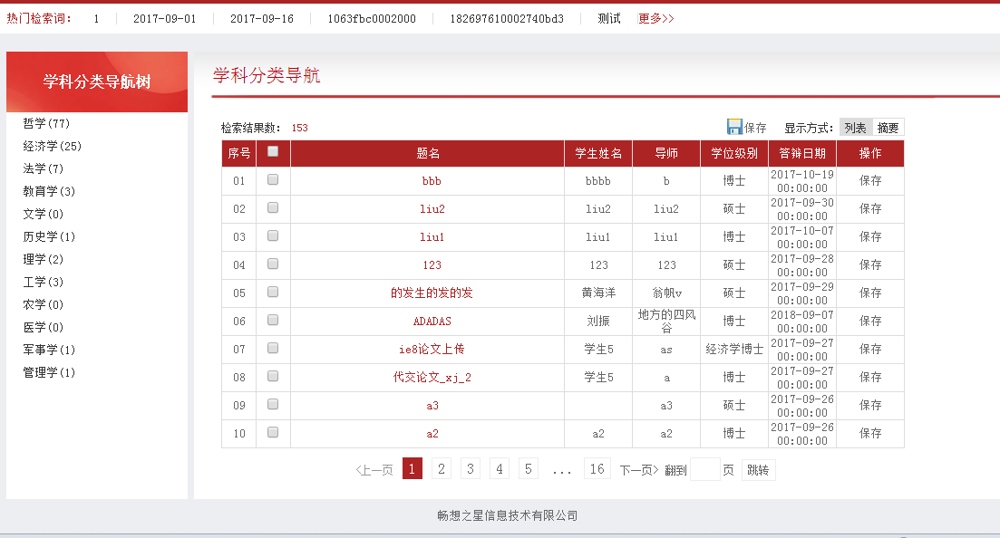 热门检索词： 1 2017-09-01 2017-09-16 1063fbc0002000 182697610002740bd3 测试 更多>>
学科分类导航树
哲学(77)
经济学(25)
法学(7)
教育学(3)
文学(0)
历史学(1)
理学(2)
工学(3)
农学(0)
医学(0)
军事学(1)
管理学(1)
学科分类导航
检索结果数： 153 保存 显示方式： 列表 摘要
序号 题名 学生姓名 导师 学位级别 答辩日期 操作
01 bbb bbbb b 博士 2017-10-19 00:00:00 保存
02 liu2 liu2 liu2 硕士 2017-09-30 00:00:00 保存
03 liu1 liu1 liu1 博士 2017-10-07 00:00:00 保存
04 123 123 123 硕士 2017-09-28 00:00:00 保存
05 的发生的发的发 黄海洋 翁帆v 硕士 2017-09-29 00:00:00 保存
06 ADADAS 刘振 地方的四风谷 博士 2018-09-07 00:00:00 保存
07 ie8论文上传 学生5 as 经济学博士 2017-09-27 00:00:00 保存
08 代交论文_xj_2 学生5 a 博士 2017-09-27 00:00:00 保存
09 a3 a3 硕士 2017-09-26 00:00:00 保存
10 a2 a2 a2 博士 2017-09-26 00:00:00 保存
<上一页 1 2 3 4 5 ... 16 下一页> 翻到 页 跳转
畅想之星信息技术有限公司